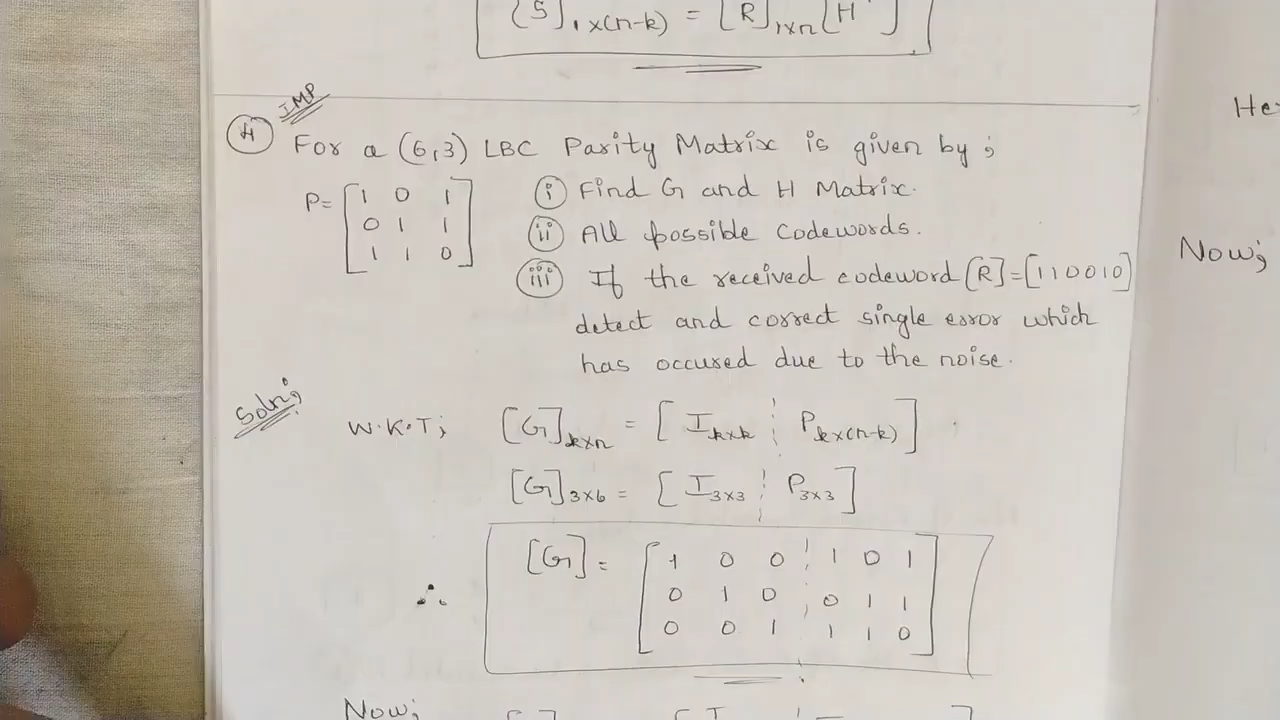 [S]₁ₓ(n-k) = [R]₁ₓn [Hᵀ]
IMP
4 For a (6,3) LBC Parity Matrix is given by;
P= [1 0 1
0 1 1
1 1 0]
(i) Find G and H Matrix.
(ii) All possible codewords.
(iii) If the received codeword [R]=[110010]
detect and correct single error which
has occured due to the noise.
Soln;
W.K.T; [G]kxn = [Ikxk ¦ Pkx(n-k)]
[G]3x6 = [I3x3 ¦ P3x3]
∴ [G]= [1 0 0 ¦ 1 0 1
0 1 0 ¦ 0 1 1
0 0 1 ¦ 1 1 0]
Now;
Now;